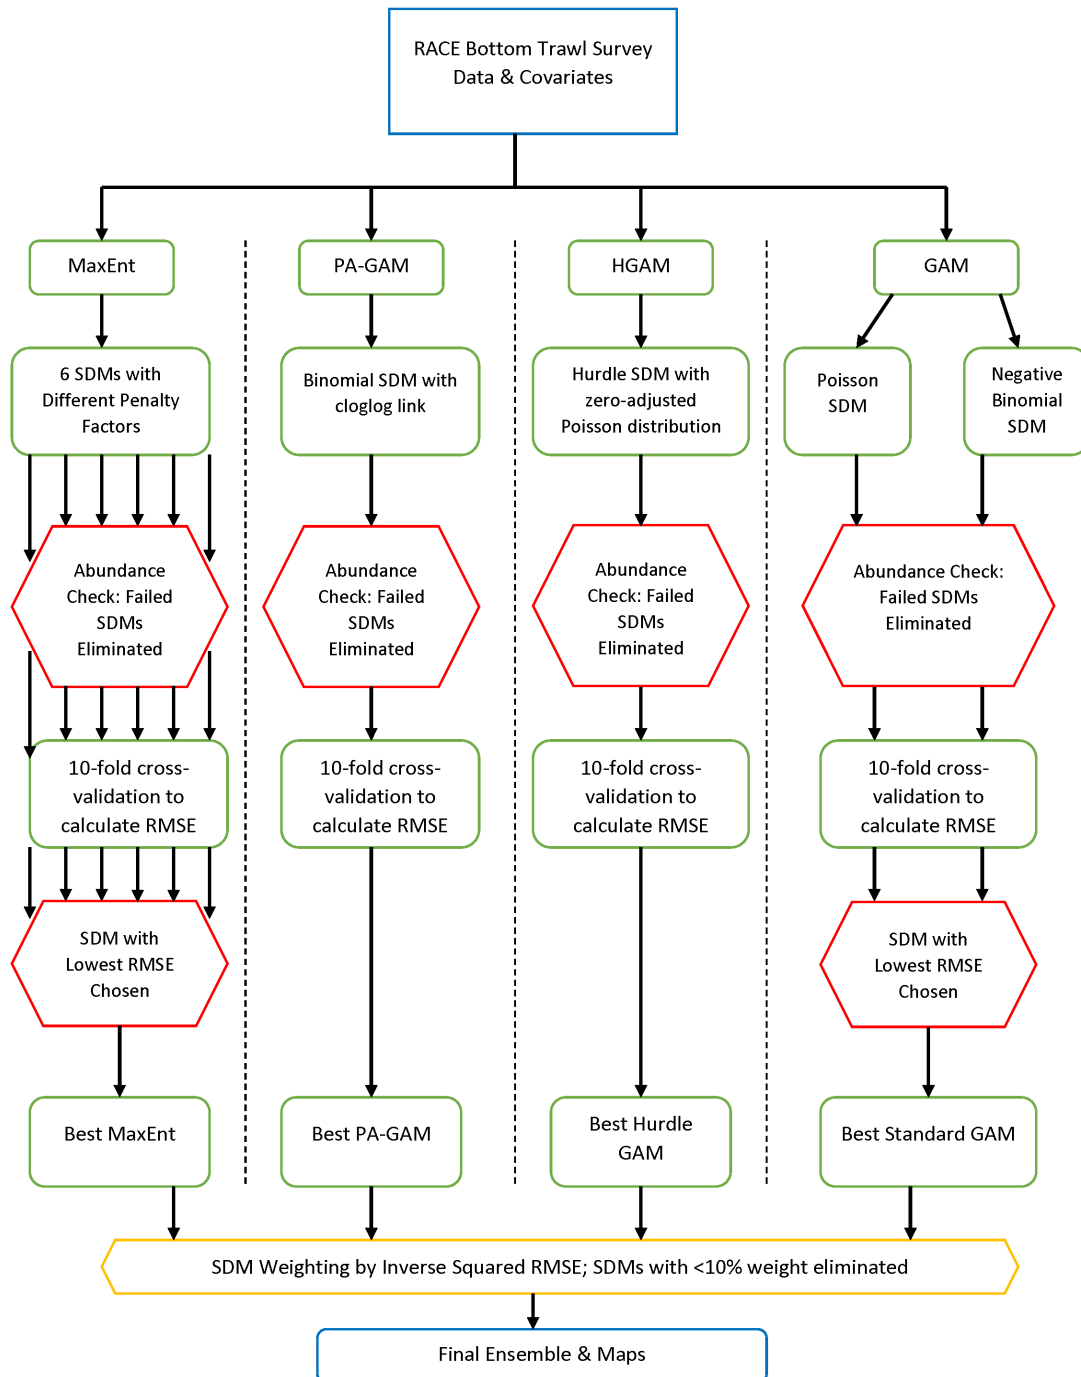 RACE Bottom Trawl Survey
Data & Covariates
MaxEnt
PA-GAM
HGAM
GAM
6 SDMs with
Different Penalty
Factors
Binomial SDM with
cloglog link
Hurdle SDM with
zero-adjusted
Poisson distribution
Poisson
SDM
Negative
Binomial
SDM
Abundance
Check: Failed
SDMs
Eliminated
Abundance
Check: Failed
SDMs
Eliminated
Abundance
Check: Failed
SDMs
Eliminated
Abundance Check:
Failed SDMs
Eliminated
10-fold cross-
validation to
calculate RMSE
10-fold cross-
validation to
calculate RMSE
10-fold cross-
validation to
calculate RMSE
10-fold cross-
validation to
calculate RMSE
SDM with
Lowest RMSE
Chosen
SDM with
Lowest RMSE
Chosen
Best MaxEnt
Best PA-GAM
Best Hurdle
GAM
Best Standard GAM
SDM Weighting by Inverse Squared RMSE; SDMs with <10% weight eliminated
Final Ensemble & Maps